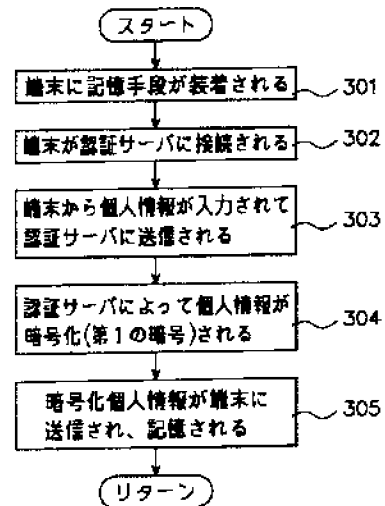 スタート
端末に記憶手段が装着される
301
端末が認証サーバに接続される
302
端末から個人情報が入力されて
認証サーバに送信される
303
認証サーバによって個人情報が
暗号化(第1の暗号)される
304
暗号化個人情報が端末に
送信され、記憶される
305
リターン